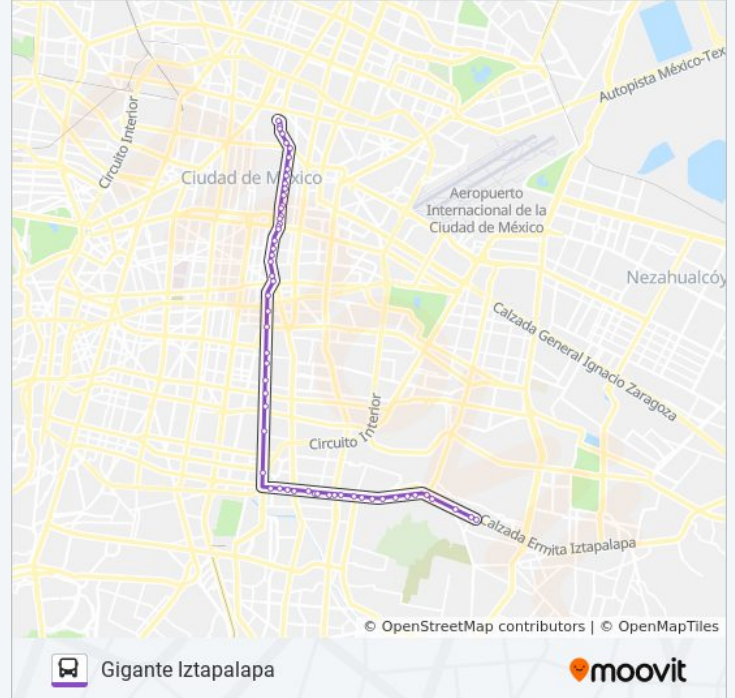 Autopista México-Tex
Circuito Interior
Ciudad de México
Aeropuerto
Internacional de la
Ciudad de México
Nezahualcóy
Calzada General Ignacio Zaragoza
Circuito Interior
Calzada Ermita Iztapalapa
© OpenStreetMap contributors | © OpenMapTiles
Gigante Iztapalapa
moovit